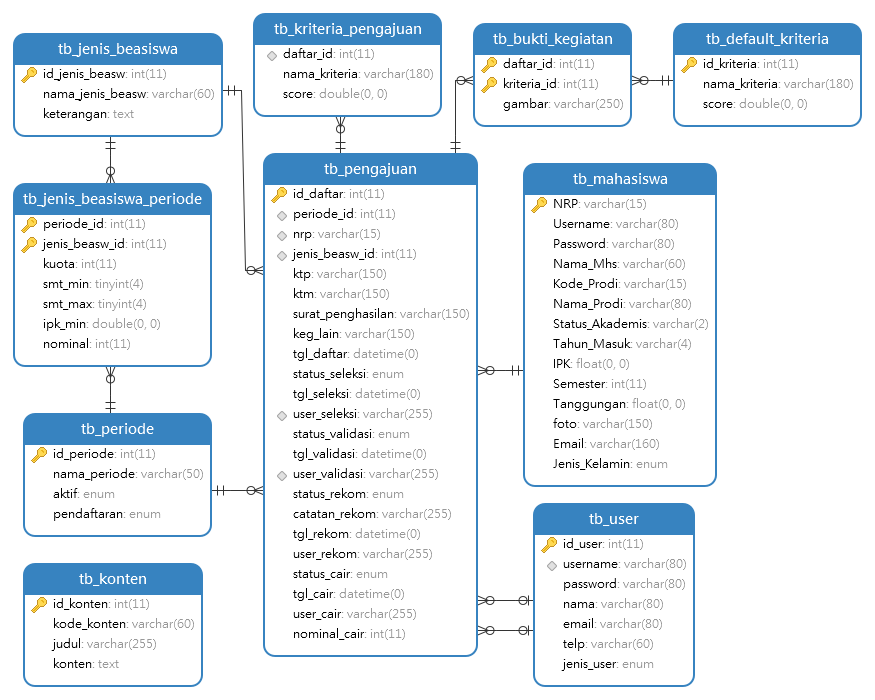 tb_jenis_beasiswa
id_jenis_beasw: int(11)
nama_jenis_beasw: varchar(60)
keterangan: text
tb_kriteria_pengajuan
daftar_id: int(11)
nama_kriteria: varchar(180)
score: double(0, 0)
tb_bukti_kegiatan
daftar_id: int(11)
kriteria_id: int(11)
gambar: varchar(250)
tb_default_kriteria
id_kriteria: int(11)
nama_kriteria: varchar(180)
score: double(0, 0)
tb_jenis_beasiswa_periode
periode_id: int(11)
jenis_beasw_id: int(11)
kuota: int(11)
smt_min: tinyint(4)
smt_max: tinyint(4)
ipk_min: double(0, 0)
nominal: int(11)
tb_pengajuan
id_daftar: int(11)
periode_id: int(11)
nrp: varchar(15)
jenis_beasw_id: int(11)
ktp: varchar(150)
ktm: varchar(150)
surat_penghasilan: varchar(150)
keg_lain: varchar(150)
tgl_daftar: datetime(0)
status_seleksi: enum
tgl_seleksi: datetime(0)
user_seleksi: varchar(255)
status_validasi: enum
tgl_validasi: datetime(0)
user_validasi: varchar(255)
status_rekom: enum
catatan_rekom: varchar(255)
tgl_rekom: datetime(0)
user_rekom: varchar(255)
status_cair: enum
tgl_cair: datetime(0)
user_cair: varchar(255)
nominal_cair: int(11)
tb_mahasiswa
NRP: varchar(15)
Username: varchar(80)
Password: varchar(80)
Nama_Mhs: varchar(60)
Kode_Prodi: varchar(15)
Nama_Prodi: varchar(80)
Status_Akademis: varchar(2)
Tahun_Masuk: varchar(4)
IPK: float(0, 0)
Semester: int(11)
Tanggungan: float(0, 0)
foto: varchar(150)
Email: varchar(160)
Jenis_Kelamin: enum
tb_periode
id_periode: int(11)
nama_periode: varchar(50)
aktif: enum
pendaftaran: enum
tb_user
id_user: int(11)
username: varchar(80)
password: varchar(80)
nama: varchar(80)
email: varchar(80)
telp: varchar(60)
jenis_user: enum
tb_konten
id_konten: int(11)
kode_konten: varchar(60)
judul: varchar(255)
konten: text